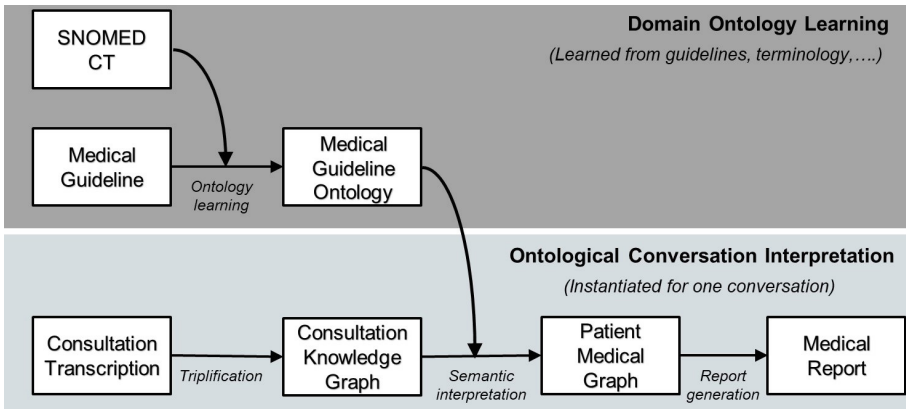 Domain Ontology Learning
(Learned from guidelines, terminology,....)
SNOMED
CT
Medical
Guideline
Ontology
learning
Medical
Guideline
Ontology
Ontological Conversation Interpretation
(Instantiated for one conversation)
Consultation
Transcription
Triplification
Consultation
Knowledge
Graph
Semantic
interpretation
Patient
Medical
Graph
Report
generation
Medical
Report